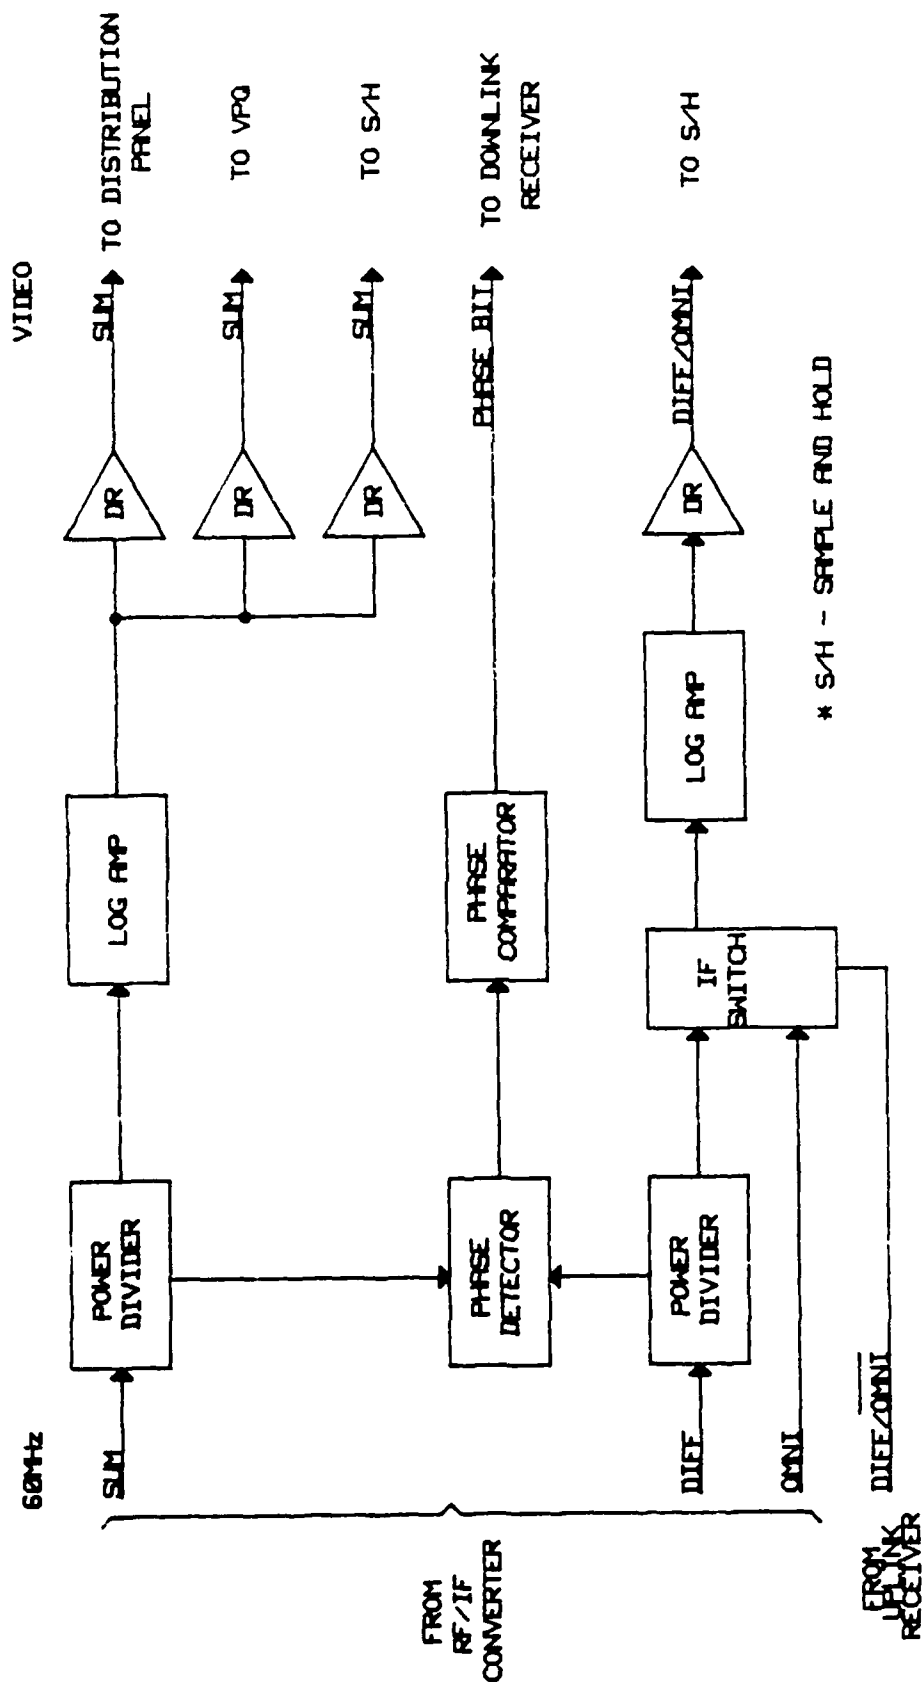 60MHz
VIDEO
SUM
POWER
DIVIDER
LOG AMP
DR
SUM
TO DISTRIBUTION
PANEL
DR
SUM
TO VPQ
DR
SUM
TO S/H
FROM
RF/IF
CONVERTER
PHASE
DETECTOR
PHASE
COMPARATOR
PHASE BIT
TO DOWNLINK
RECEIVER
DIFF
POWER
DIVIDER
IF
SWITCH
LOG AMP
DR
DIFF/OMNI
TO S/H
OMNI
FROM
UPLINK
RECEIVER
DIFF/OMNI
* S/H - SAMPLE AND HOLD